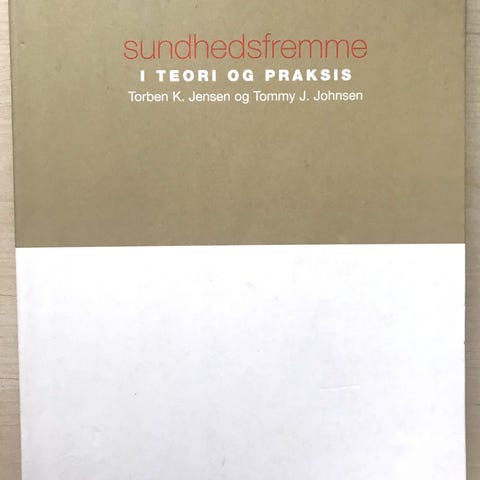 sundhedsfremme
I TEORI OG PRAKSIS
Torben K. Jensen og Tommy J. Johnsen